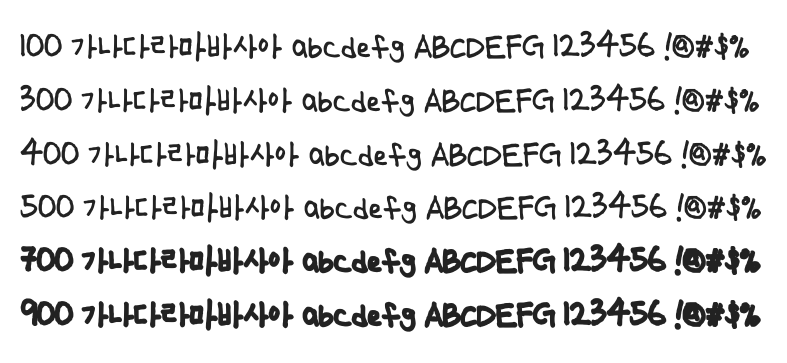 100 가나다라마바사아 abcdefg ABCDEFG 123456 !@#$%
300 가나다라마바사아 abcdefg ABCDEFG 123456 !@#$%
400 가나다라마바사아 abcdefg ABCDEFG 123456 !@#$%
500 가나다라마바사아 abcdefg ABCDEFG 123456 !@#$%
700 가나다라마바사아 abcdefg ABCDEFG 123456 !@#$%
900 가나다라마바사아 abcdefg ABCDEFG 123456 !@#$%